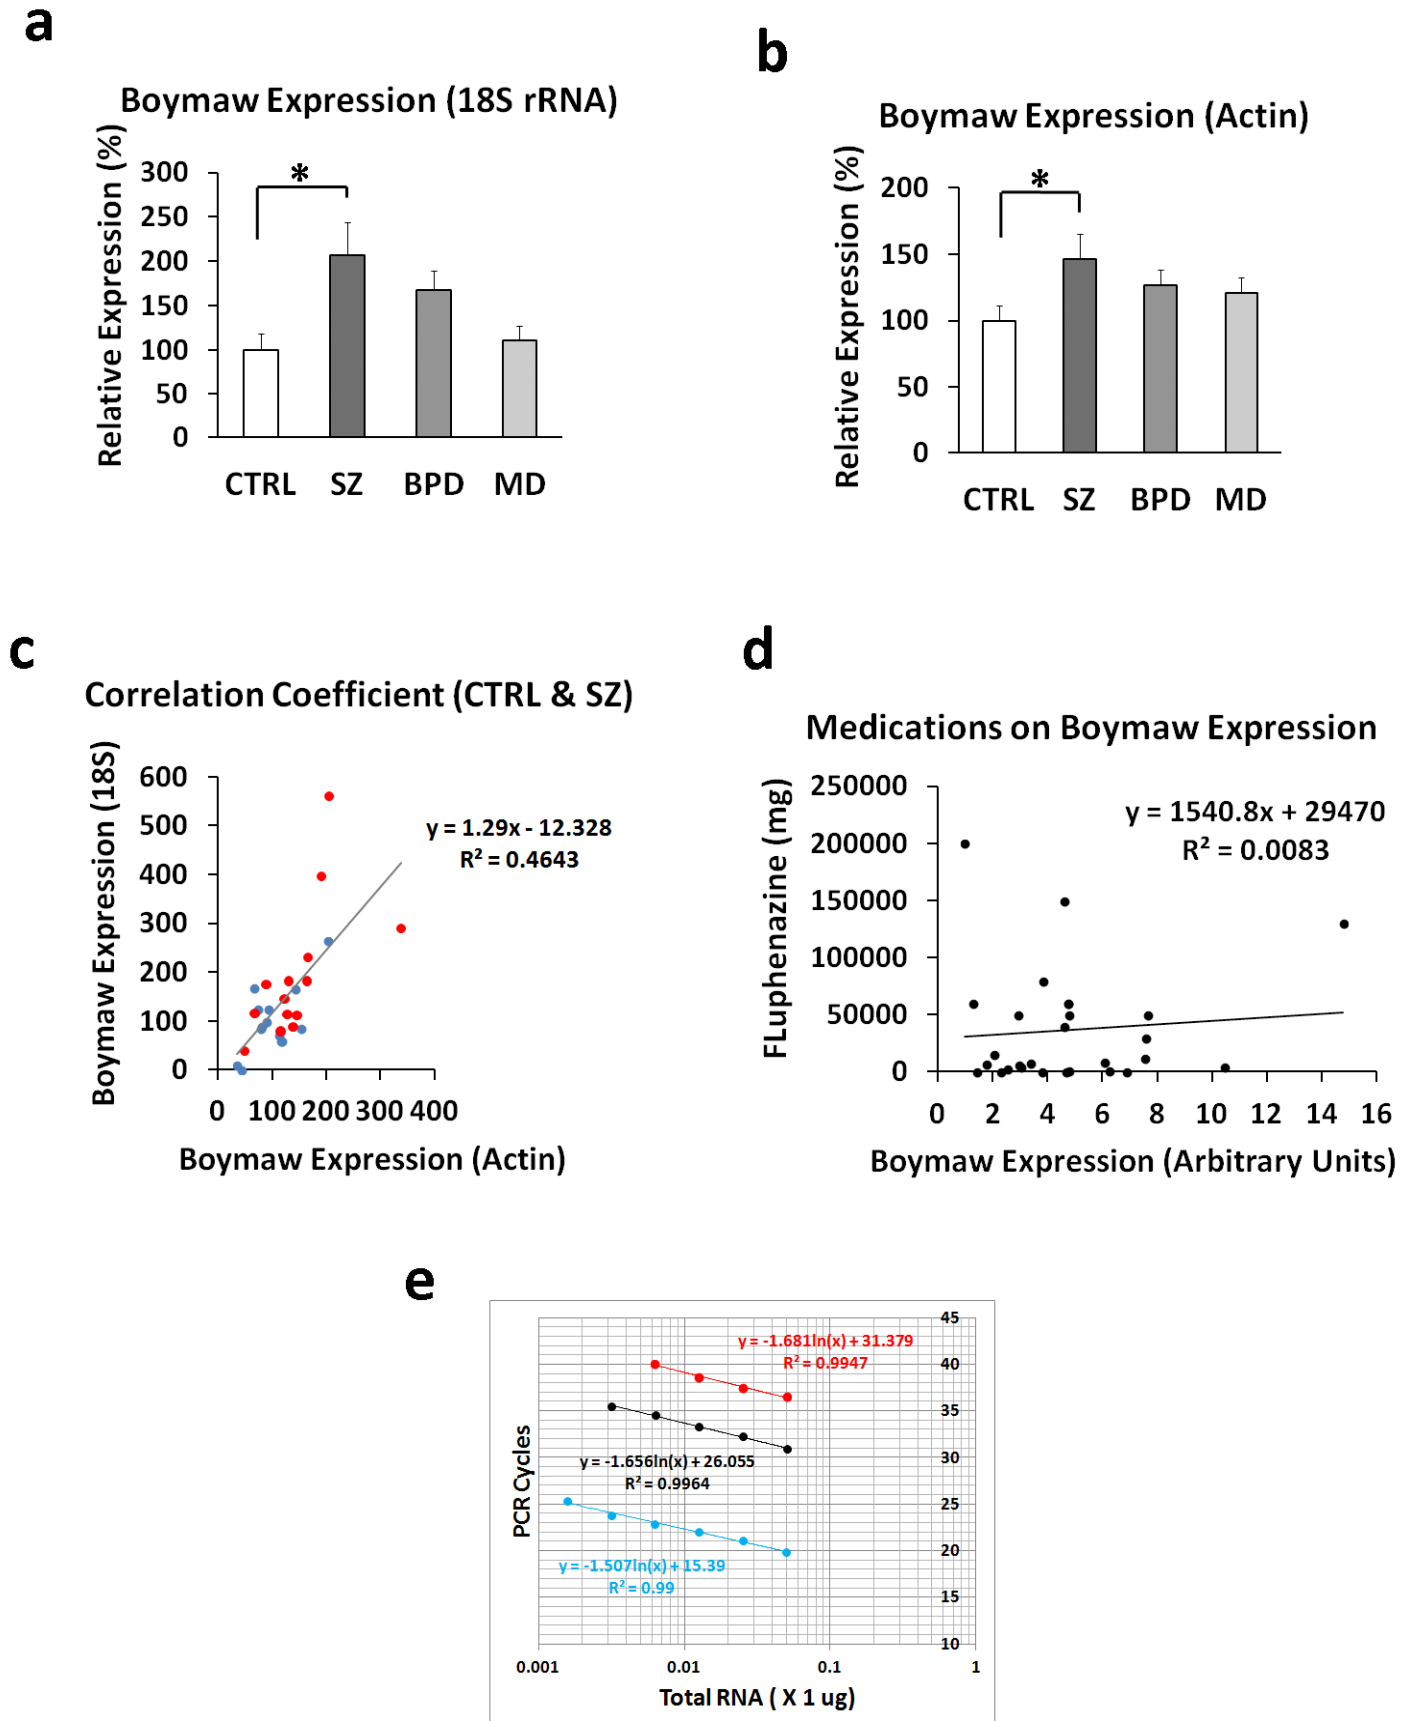 a
Boymaw Expression (18S rRNA)
Relative Expression (%)
300
250
200
150
100
50
0
*
CTRL SZ BPD MD
b
Boymaw Expression (Actin)
Relative Expression (%)
200
150
100
50
0
*
CTRL SZ BPD MD
c
Correlation Coefficient (CTRL & SZ)
Boymaw Expression (18S)
600
500
400
300
200
100
0
y = 1.29x - 12.328
R² = 0.4643
0 100 200 300 400
Boymaw Expression (Actin)
d
Medications on Boymaw Expression
FLuphenazine (mg)
250000
200000
150000
100000
50000
0
y = 1540.8x + 29470
R² = 0.0083
0 2 4 6 8 10 12 14 16
Boymaw Expression (Arbitrary Units)
e
PCR Cycles
45
40
35
30
25
20
15
10
y = -1.681ln(x) + 31.379
R² = 0.9947
y = -1.656ln(x) + 26.055
R² = 0.9964
y = -1.507ln(x) + 15.39
R² = 0.99
0.001 0.01 0.1 1
Total RNA ( X 1 ug)